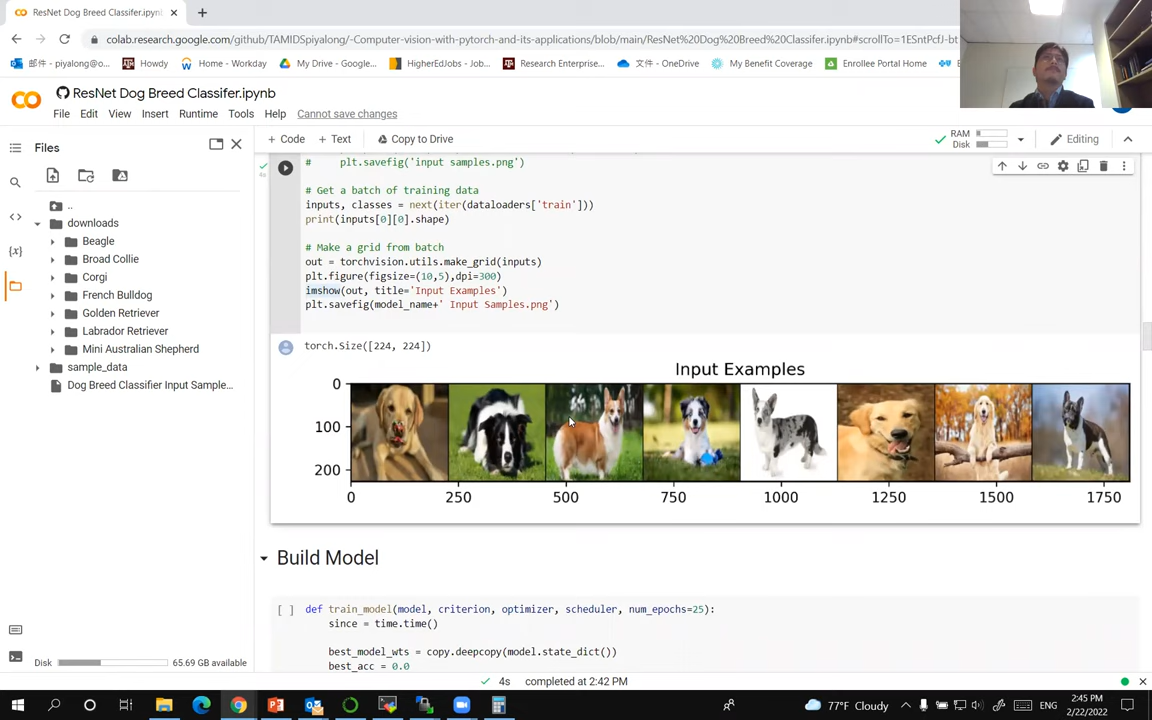 ResNet Dog Breed Classifer.ipynb
colab.research.google.com/github/TAMIDSpiyalong/-Computer-vision-with-pytorch-and-its-applications/blob/main/ResNet%20Dog%20Breed%20Classifer.ipynb#scrollTo=1ESntPcfJ-bt
邮件 - piyalong@o... Howdy Home - Workday My Drive - Google... HigherEdJobs - Job... Research Enterprise... 文件 - OneDrive My Benefit Coverage Enrollee Portal Home
ResNet Dog Breed Classifer.ipynb
File Edit View Insert Runtime Tools Help Cannot save changes
Files
+ Code + Text Copy to Drive
RAM
Disk
Editing
..
downloads
Beagle
Broad Collie
Corgi
French Bulldog
Golden Retriever
Labrador Retriever
Mini Australian Shepherd
sample_data
Dog Breed Classifier Input Sample...
Disk 65.69 GB available
# plt.savefig('input samples.png')
4s
# Get a batch of training data
inputs, classes = next(iter(dataloaders['train']))
print(inputs[0][0].shape)
# Make a grid from batch
out = torchvision.utils.make_grid(inputs)
plt.figure(figsize=(10,5),dpi=300)
imshow(out, title='Input Examples')
plt.savefig(model_name+' Input Samples.png')
torch.Size([224, 224])
Input Examples
0
100
200
0 250 500 750 1000 1250 1500 1750
Build Model
[ ] def train_model(model, criterion, optimizer, scheduler, num_epochs=25):
since = time.time()
best_model_wts = copy.deepcopy(model.state_dict())
best_acc = 0.0
4s completed at 2:42 PM
77°F Cloudy ENG
2:45 PM
2/22/2022